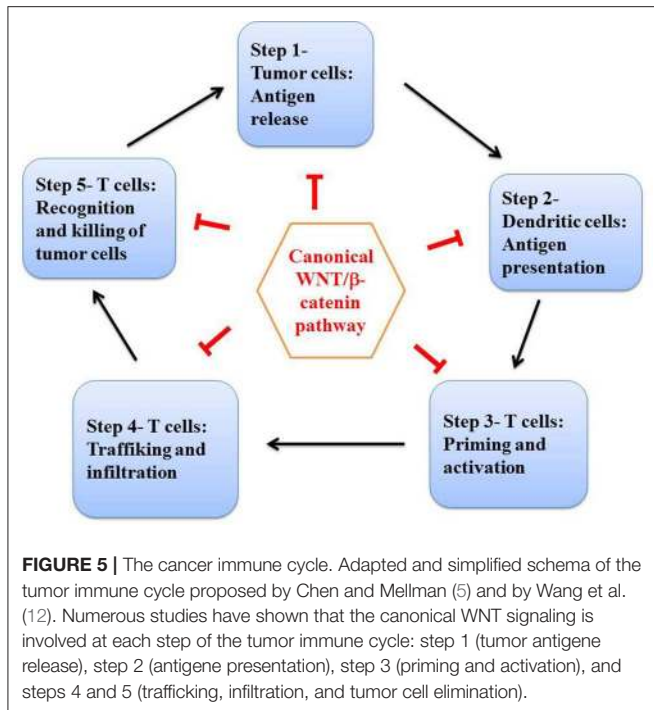 Step 1-
Tumor cells:
Antigen
release
Step 2-
Dendritic cells:
Antigen
presentation
Step 3- T cells:
Priming and
activation
Step 4- T cells:
Traffiking and
infiltration
Step 5- T cells:
Recognition
and killing of
tumor cells
Canonical
WNT/β-
catenin
pathway
FIGURE 5 | The cancer immune cycle. Adapted and simplified schema of the
tumor immune cycle proposed by Chen and Mellman (5) and by Wang et al.
(12). Numerous studies have shown that the canonical WNT signaling is
involved at each step of the tumor immune cycle: step 1 (tumor antigene
release), step 2 (antigene presentation), step 3 (priming and activation), and
steps 4 and 5 (trafficking, infiltration, and tumor cell elimination).